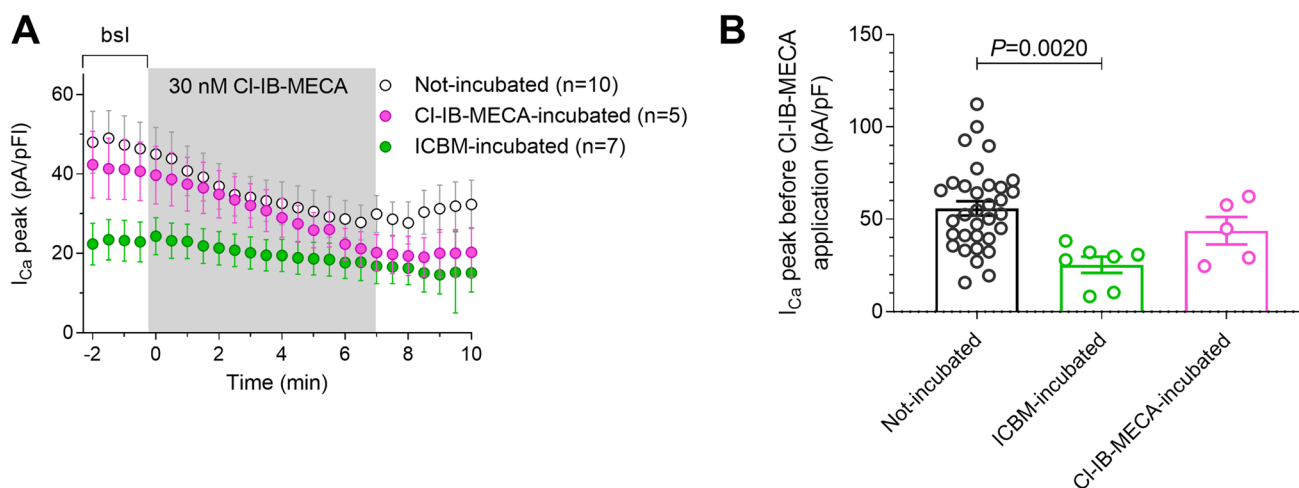 A
bsl
30 nM Cl-IB-MECA
Not-incubated (n=10)
Cl-IB-MECA-incubated (n=5)
ICBM-incubated (n=7)
I_Ca peak (pA/pFl)
60
40
20
0
-2 0 2 4 6 8 10
Time (min)
B
P=0.0020
I_Ca peak before Cl-IB-MECA
application (pA/pF)
150
100
50
0
Not-incubated
ICBM-incubated
Cl-IB-MECA-incubated